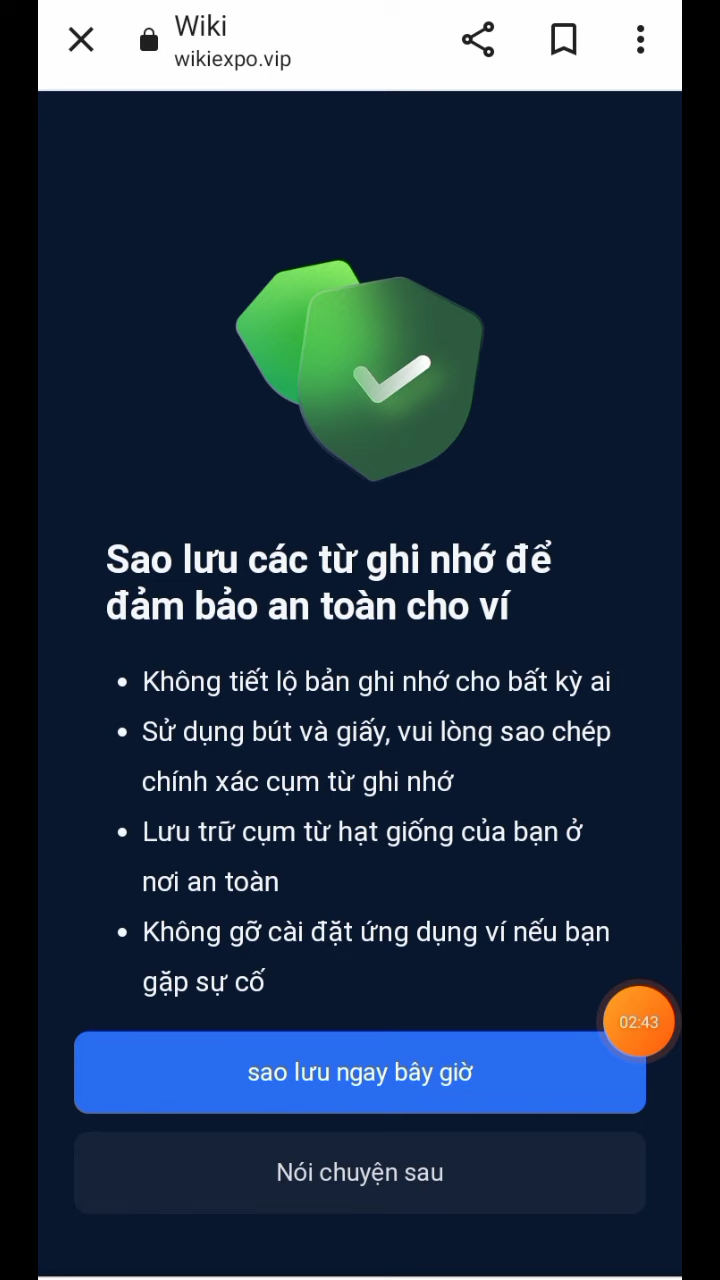 Wiki
wikiexpo.vip
Sao lưu các từ ghi nhớ để
đảm bảo an toàn cho ví
Không tiết lộ bản ghi nhớ cho bất kỳ ai
Sử dụng bút và giấy, vui lòng sao chép
chính xác cụm từ ghi nhớ
Lưu trữ cụm từ hạt giống của bạn ở
nơi an toàn
Không gỡ cài đặt ứng dụng ví nếu bạn
gặp sự cố
02:43
sao lưu ngay bây giờ
Nói chuyện sau